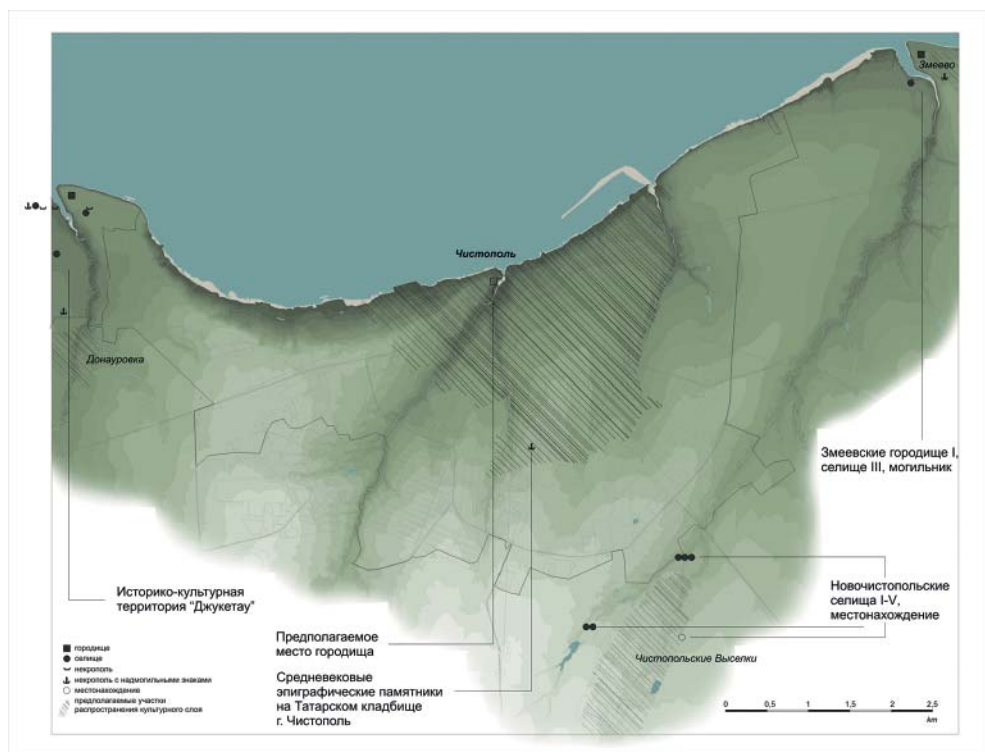 Змеево
Чистополь
Донауровка
Змеевские городище I,
селище III, могильник
Историко-культурная
территория "Джукетау"
Новочистопольские
селища I-V,
местонахождение
Предполагаемое
место городища
Чистопольские Выселки
Средневековые
эпиграфические памятники
на Татарском кладбище
г. Чистополь
городище
селище
некрополь
некрополь с надмогильными знаками
местонахождение
предполагаемые участки
распространения культурного слоя
0 0,5 1 1,5 2 2,5